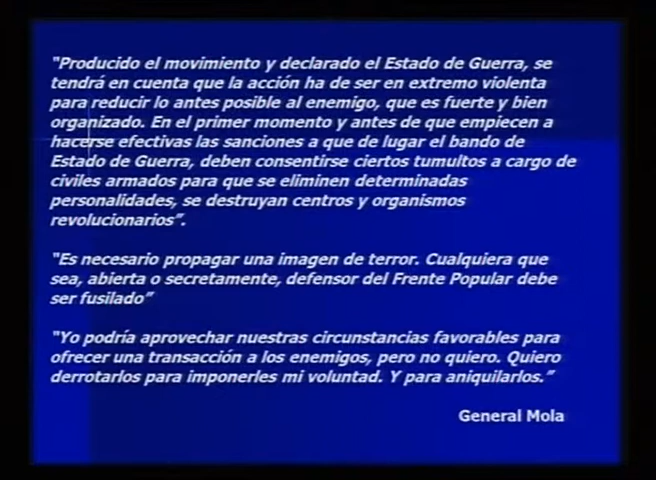 "Producido el movimiento y declarado el Estado de Guerra, se
tendrá en cuenta que la acción ha de ser en extremo violenta
para reducir lo antes posible al enemigo, que es fuerte y bien
organizado. En el primer momento y antes de que empiecen a
hacerse efectivas las sanciones a que de lugar el bando de
Estado de Guerra, deben consentirse ciertos tumultos a cargo de
civiles armados para que se eliminen determinadas
personalidades, se destruyan centros y organismos
revolucionarios".
"Es necesario propagar una imagen de terror. Cualquiera que
sea, abierta o secretamente, defensor del Frente Popular debe
ser fusilado"
"Yo podría aprovechar nuestras circunstancias favorables para
ofrecer una transacción a los enemigos, pero no quiero. Quiero
derrotarlos para imponerles mi voluntad. Y para aniquilarlos."
General Mola